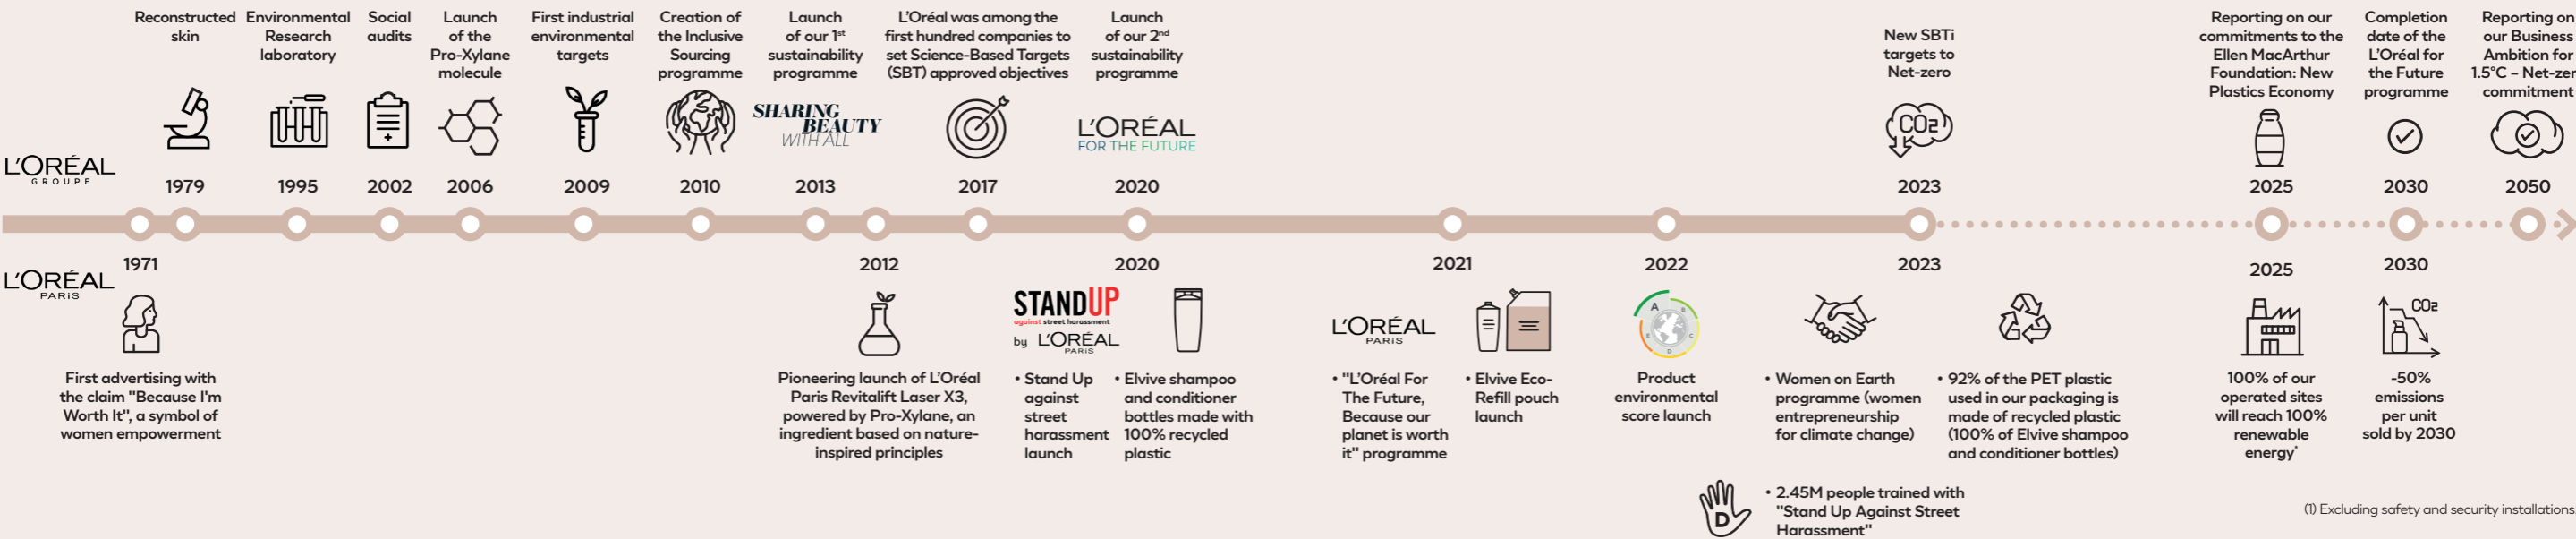 Reconstructed
skin
Environmental
Research
laboratory
Social
audits
Launch
of the
Pro-Xylane
molecule
First industrial
environmental
targets
Creation of
the Inclusive
Sourcing
programme
Launch
of our 1st
sustainability
programme
L'Oréal was among the
first hundred companies to
set Science-Based Targets
(SBT) approved objectives
Launch
of our 2nd
sustainability
programme
New SBTi
targets to
Net-zero
Reporting on our
commitments to the
Ellen MacArthur
Foundation: New
Plastics Economy
Completion
date of the
L'Oréal for
the Future
programme
Reporting on
our Business
Ambition for
1.5°C – Net-zer
commitment
SHARING
BEAUTY
WITH ALL
L'ORÉAL
FOR THE FUTURE
CO2
L'ORÉAL
GROUPE
1979
1995
2002
2006
2009
2010
2013
2017
2020
2023
2025
2030
2050
L'ORÉAL
PARIS
1971
2012
2020
2021
2022
2023
2025
2030
First advertising with
the claim "Because I'm
Worth It", a symbol of
women empowerment
Pioneering launch of L'Oréal
Paris Revitalift Laser X3,
powered by Pro-Xylane, an
ingredient based on nature-
inspired principles
STANDUP
against street harassment
by L'ORÉAL
PARIS
• Stand Up
against
street
harassment
launch
• Elvive shampoo
and conditioner
bottles made with
100% recycled
plastic
L'ORÉAL
PARIS
• "L'Oréal For
The Future,
Because our
planet is worth
it" programme
• Elvive Eco-
Refill pouch
launch
A
B
C
D
E
Product
environmental
score launch
• Women on Earth
programme (women
entrepreneurship
for climate change)
• 92% of the PET plastic
used in our packaging is
made of recycled plastic
(100% of Elvive shampoo
and conditioner bottles)
D
• 2.45M people trained with
"Stand Up Against Street
Harassment"
100% of our
operated sites
will reach 100%
renewable
energy*
CO2
-50%
emissions
per unit
sold by 2030
(1) Excluding safety and security installations